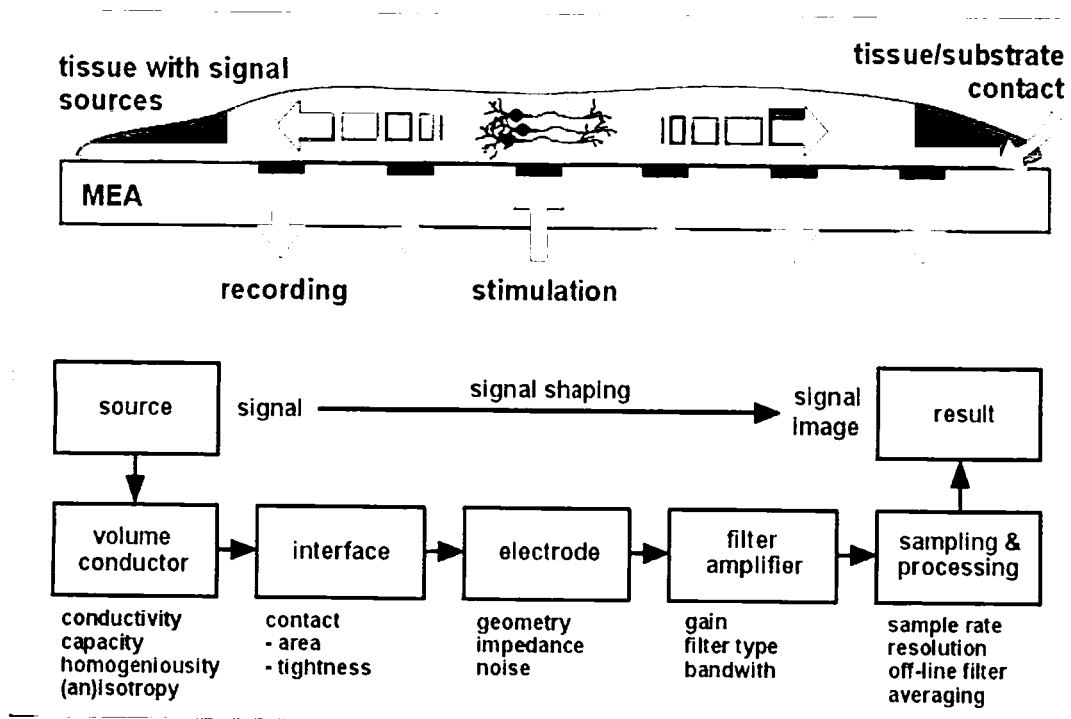 tissue with signal
sources
tissue/substrate
contact
MEA
recording
stimulation
source
signal
signal shaping
signal
image
result
volume
conductor
interface
electrode
filter
amplifier
sampling &
processing
conductivity
capacity
homogeniousity
(an)isotropy
contact
- area
- tightness
geometry
impedance
noise
gain
filter type
bandwith
sample rate
resolution
off-line filter
averaging